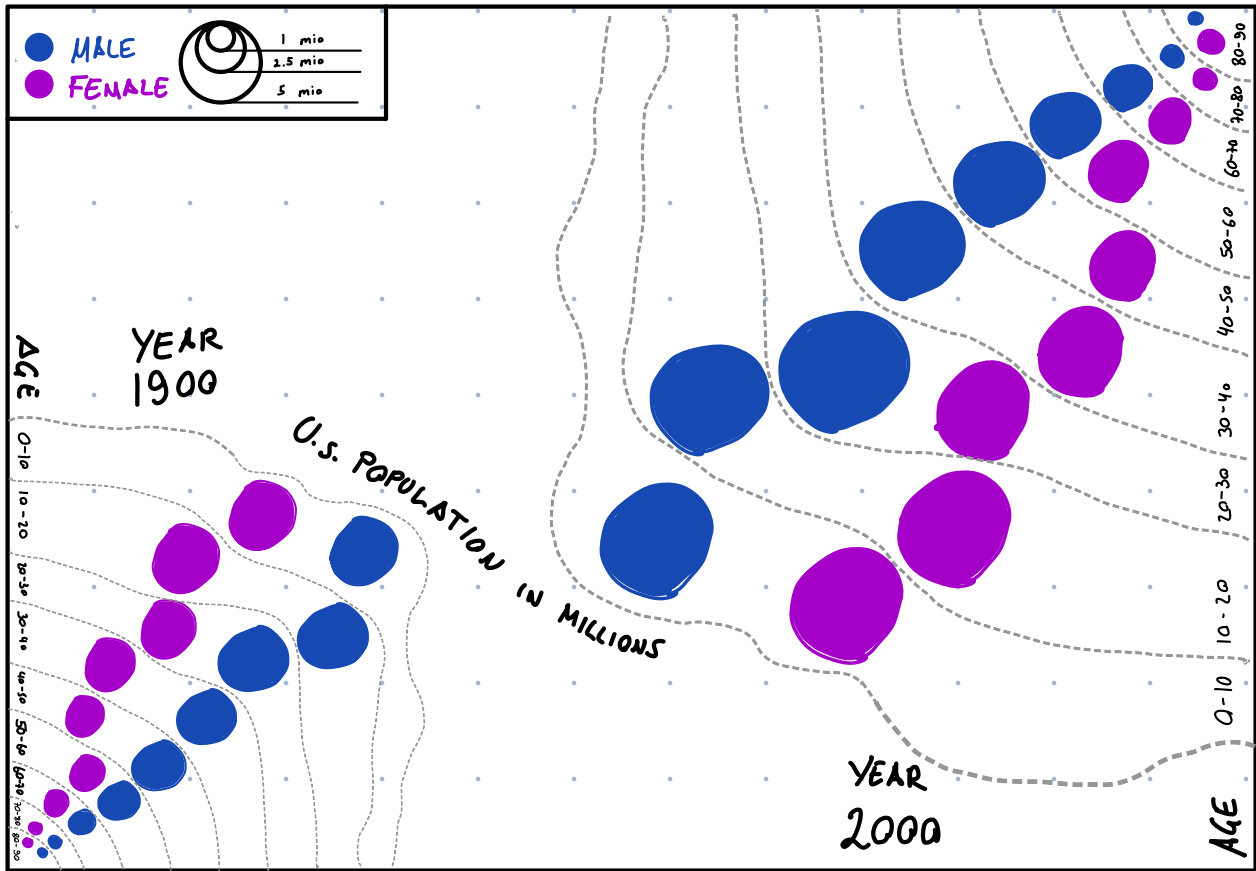 MALE
FEMALE
1 mio
2.5 mio
5 mio
YEAR
1900
AGE
0-10
10-20
20-30
30-40
40-50
50-60
60-70
70-80
80-90
U.S. POPULATION IN MILLIONS
80-90
70-80
60-70
50-60
40-50
30-40
20-30
10-20
0-10
AGE
YEAR
2000